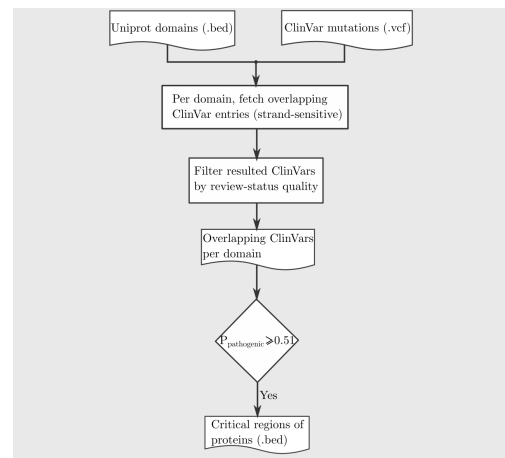 Uniprot domains (.bed)
ClinVar mutations (.vcf)
Per domain, fetch overlapping
ClinVar entries (strand-sensitive)
Filter resulted ClinVars
by review-status quality
Overlapping ClinVars
per domain
Ppathogenic ⩾0.51
Yes
Critical regions of
proteins (.bed)